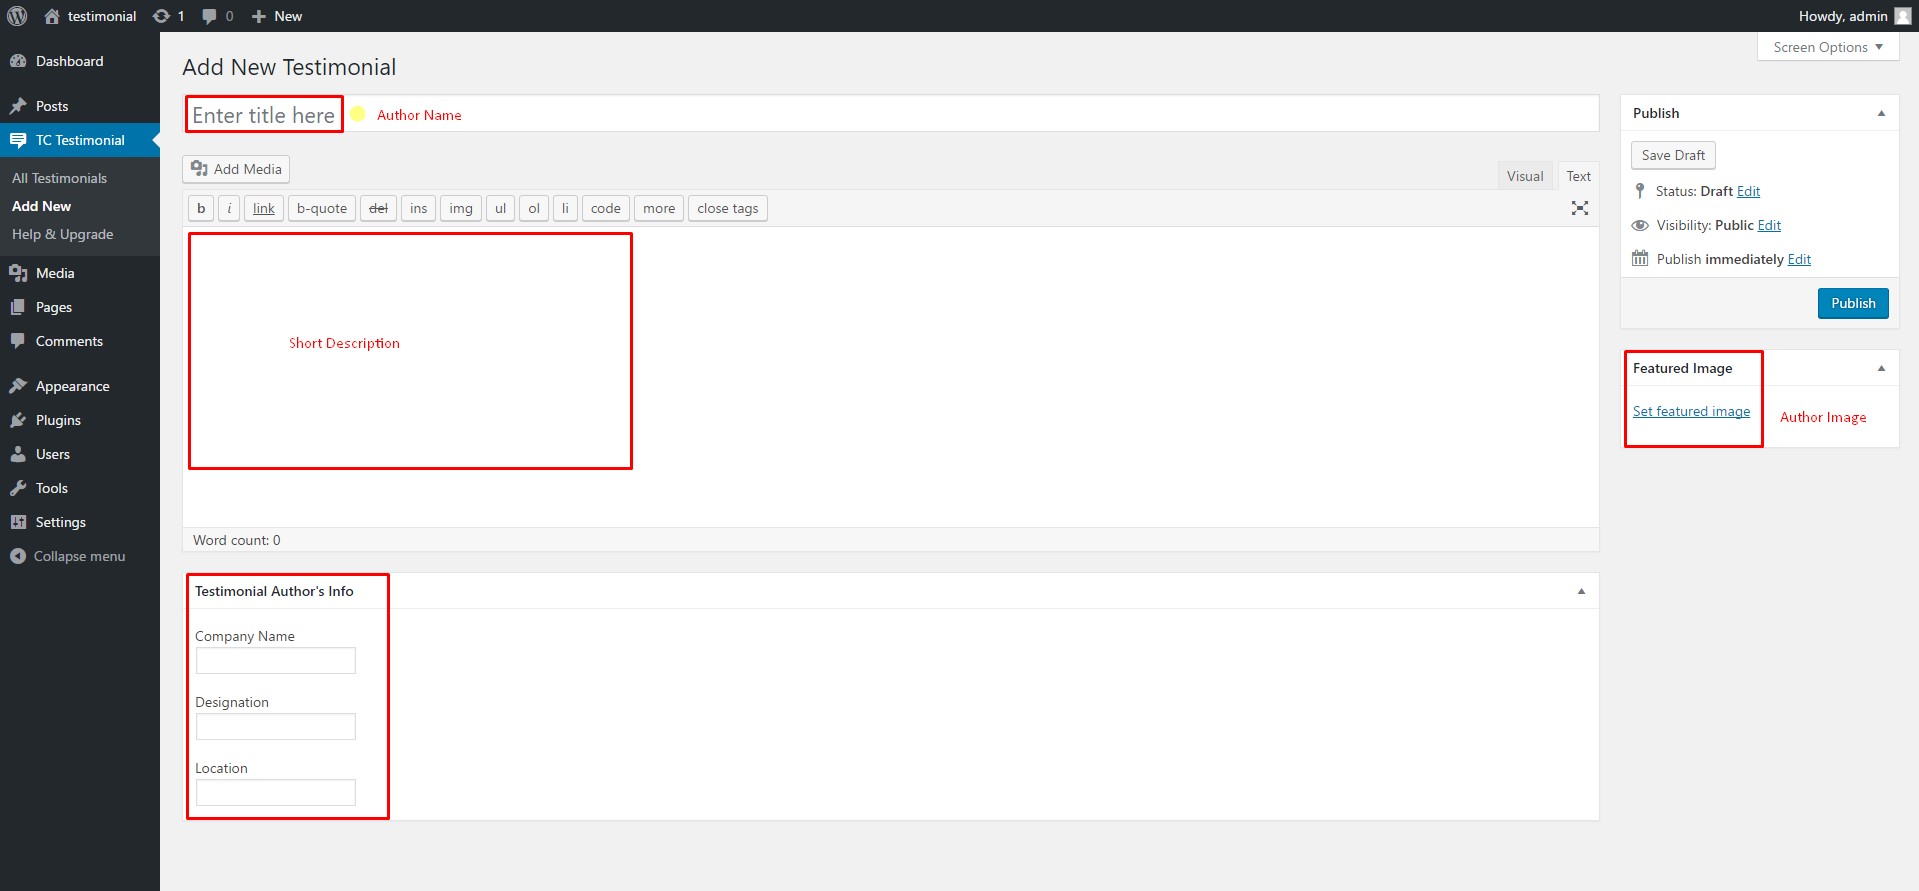 testimonial 1 0 New Howdy, admin
Screen Options
Dashboard
Posts
TC Testimonial
All Testimonials
Add New
Help & Upgrade
Media
Pages
Comments
Appearance
Plugins
Users
Tools
Settings
Collapse menu
Add New Testimonial
Enter title here Author Name
Add Media
Visual Text
b i link b-quote del ins img ul ol li code more close tags
Short Description
Word count: 0
Testimonial Author's Info
Company Name
Designation
Location
Publish
Save Draft
Status: Draft Edit
Visibility: Public Edit
Publish immediately Edit
Publish
Featured Image
Set featured image Author Image